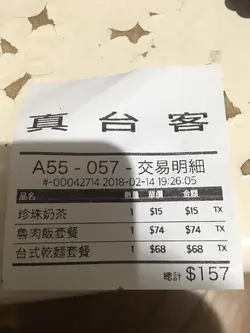 真台客
A55 - 057 - 交易明細
#-00042714 2018-02-14 19:26:05
品名 數量 單價 金額
珍珠奶茶 1 $15 $15 TX
魯肉飯套餐 1 $74 $74 TX
台式乾麵套餐 1 $68 $68 TX
總計 $157